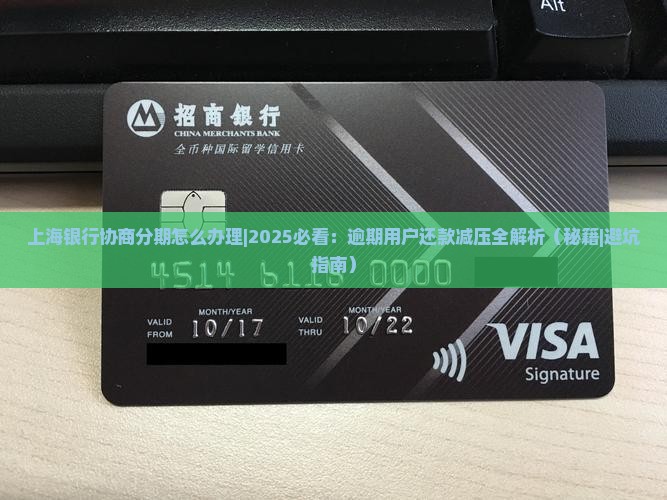 Alt
招商银行
CHINA MERCHANTS BANK
全币种国际留学信用卡
上海银行协商分期怎么办理|2025必看：逾期用户还款减压全解析（秘籍|避坑
指南）
4514 6116 0000
MONTH/YEAR MONTH/YEAR
VALID FROM 10/17 VALID THRU 10/22
VISA
Signature